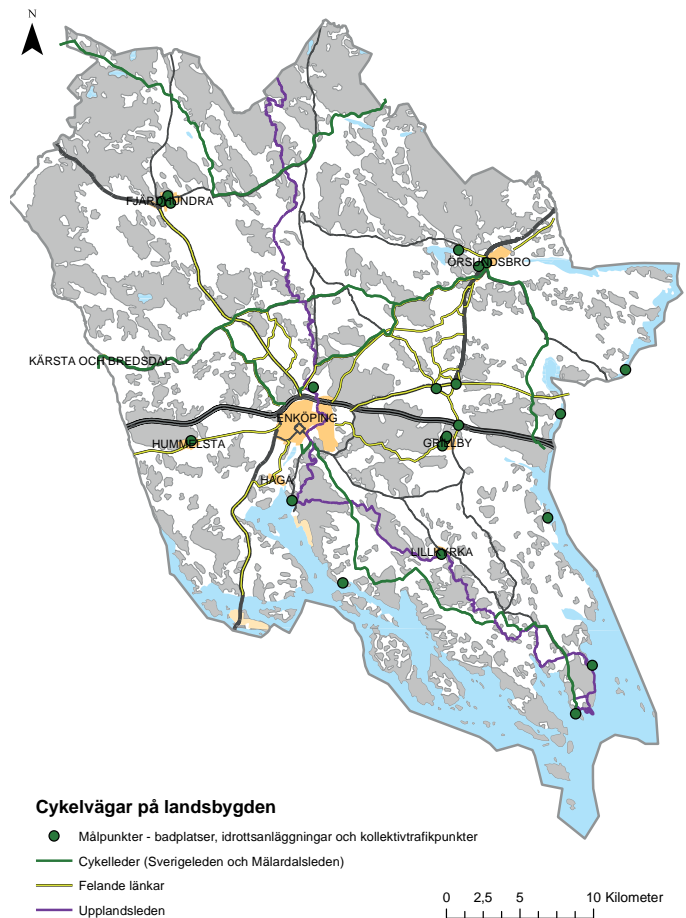 N
FJÄRDHUNDRA
ÖRSUNDSBRO
KÄRSTA OCH BREDSDAL
ENKÖPING
HUMMELSTA
GRILLBY
HAGA
LILLKYRKA
Cykelvägar på landsbygden
Målpunkter - badplatser, idrottsanläggningar och kollektivtrafikpunkter
Cykelleder (Sverigeleden och Mälardalsleden)
Felande länkar
Upplandsleden
0 2,5 5 10 Kilometer